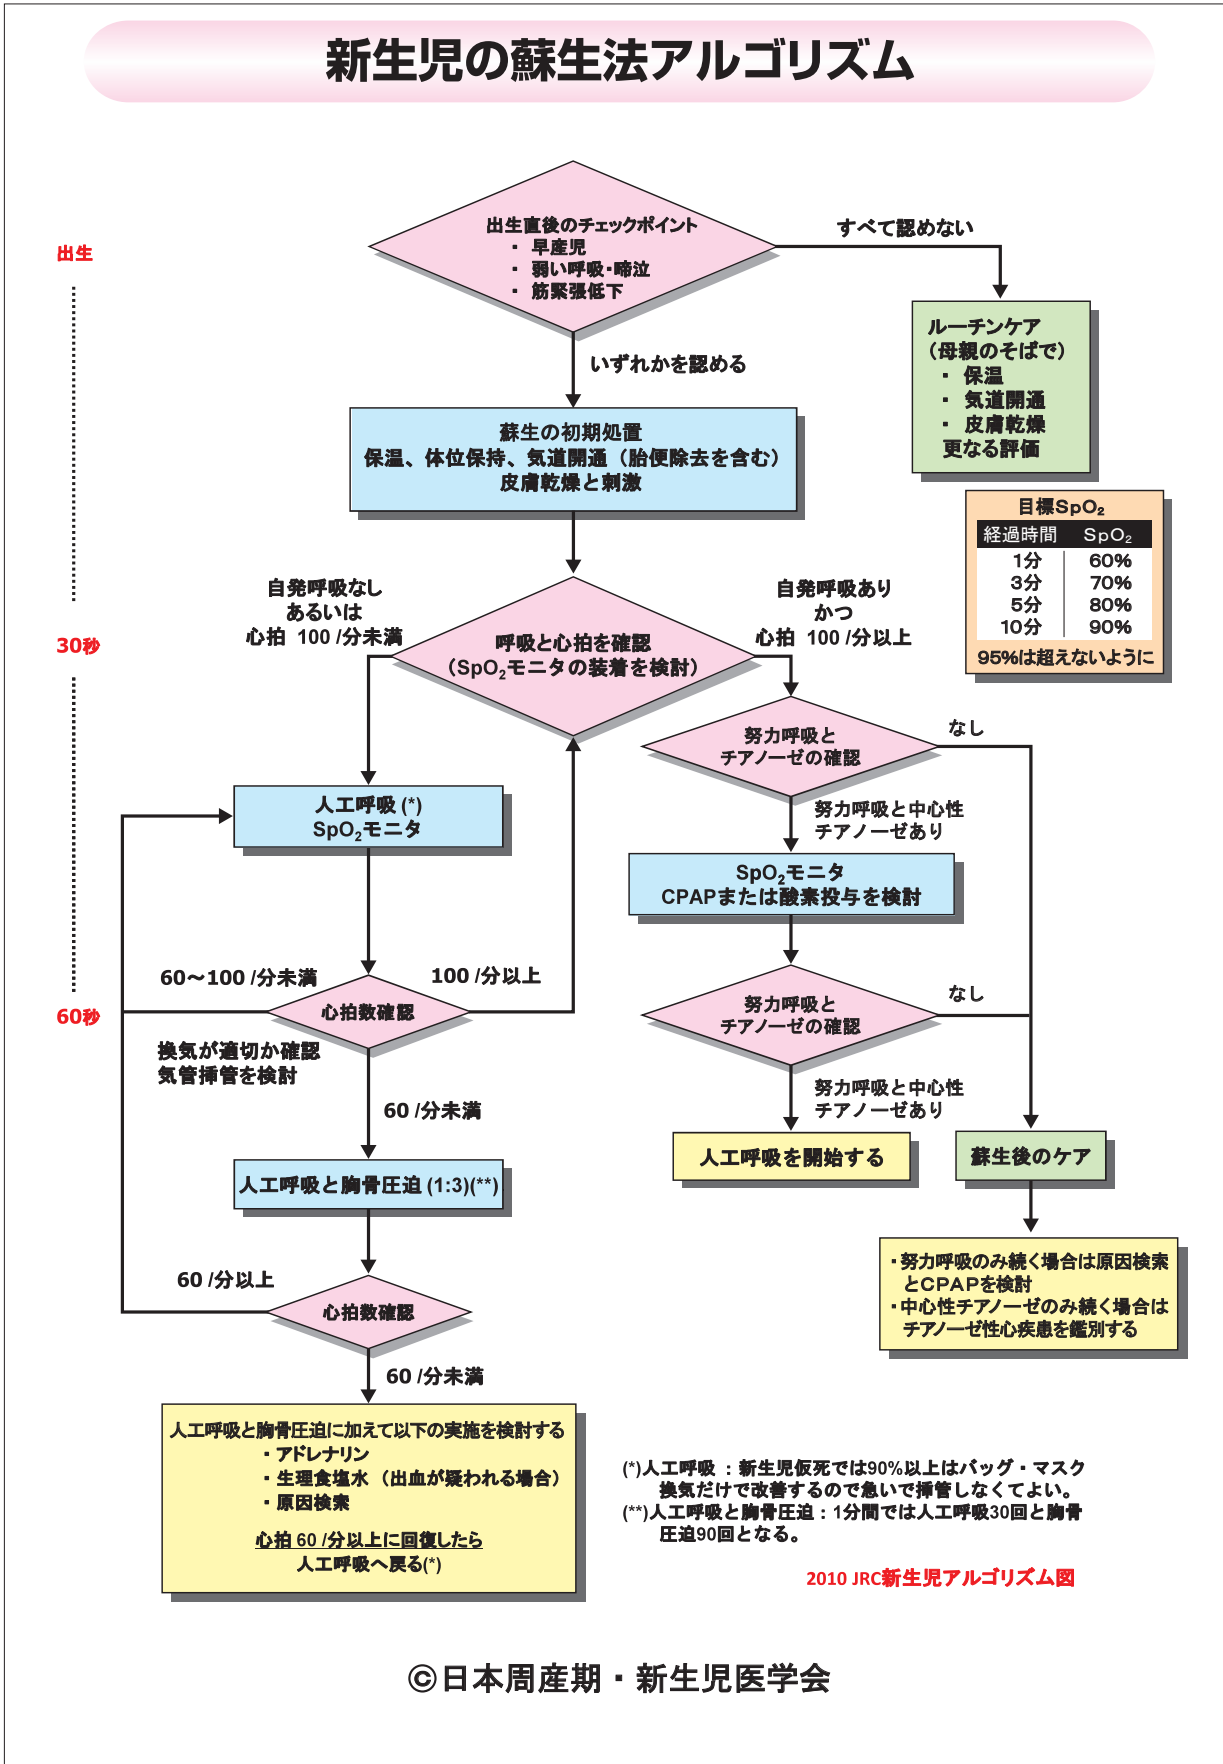 新生児の蘇生法アルゴリズム
出生直後のチェックポイント
・ 早産児
・ 弱い呼吸・啼泣
・ 筋緊張低下
すべて認めない
出生
ルーチンケア
（母親のそばで）
・ 保温
・ 気道開通
・ 皮膚乾燥
更なる評価
いずれかを認める
蘇生の初期処置
保温、体位保持、気道開通（胎便除去を含む）
皮膚乾燥と刺激
目標SpO₂
経過時間 SpO₂
1分 60%
3分 70%
5分 80%
10分 90%
95%は超えないように
自発呼吸なし
あるいは
心拍 100 /分未満
自発呼吸あり
かつ
心拍 100 /分以上
30秒
呼吸と心拍を確認
（SpO₂モニタの装着を検討）
努力呼吸と
チアノーゼの確認
なし
人工呼吸 (*)
SpO₂モニタ
努力呼吸と中心性
チアノーゼあり
SpO₂モニタ
CPAPまたは酸素投与を検討
60～100 /分未満
100 /分以上
60秒
心拍数確認
努力呼吸と
チアノーゼの確認
なし
換気が適切か確認
気管挿管を検討
60 /分未満
努力呼吸と中心性
チアノーゼあり
人工呼吸を開始する
蘇生後のケア
人工呼吸と胸骨圧迫 (1:3)(**)
・努力呼吸のみ続く場合は原因検索
とCPAPを検討
・中心性チアノーゼのみ続く場合は
チアノーゼ性心疾患を鑑別する
60 /分以上
心拍数確認
60 /分未満
人工呼吸と胸骨圧迫に加えて以下の実施を検討する
・アドレナリン
・生理食塩水（出血が疑われる場合）
・原因検索
心拍 60 /分以上に回復したら
人工呼吸へ戻る(*)
(*)人工呼吸 ： 新生児仮死では90%以上はバッグ・マスク
換気だけで改善するので急いで挿管しなくてよい。
(**)人工呼吸と胸骨圧迫：1分間では人工呼吸30回と胸骨
圧迫90回となる。
2010 JRC新生児アルゴリズム図
©日本周産期・新生児医学会